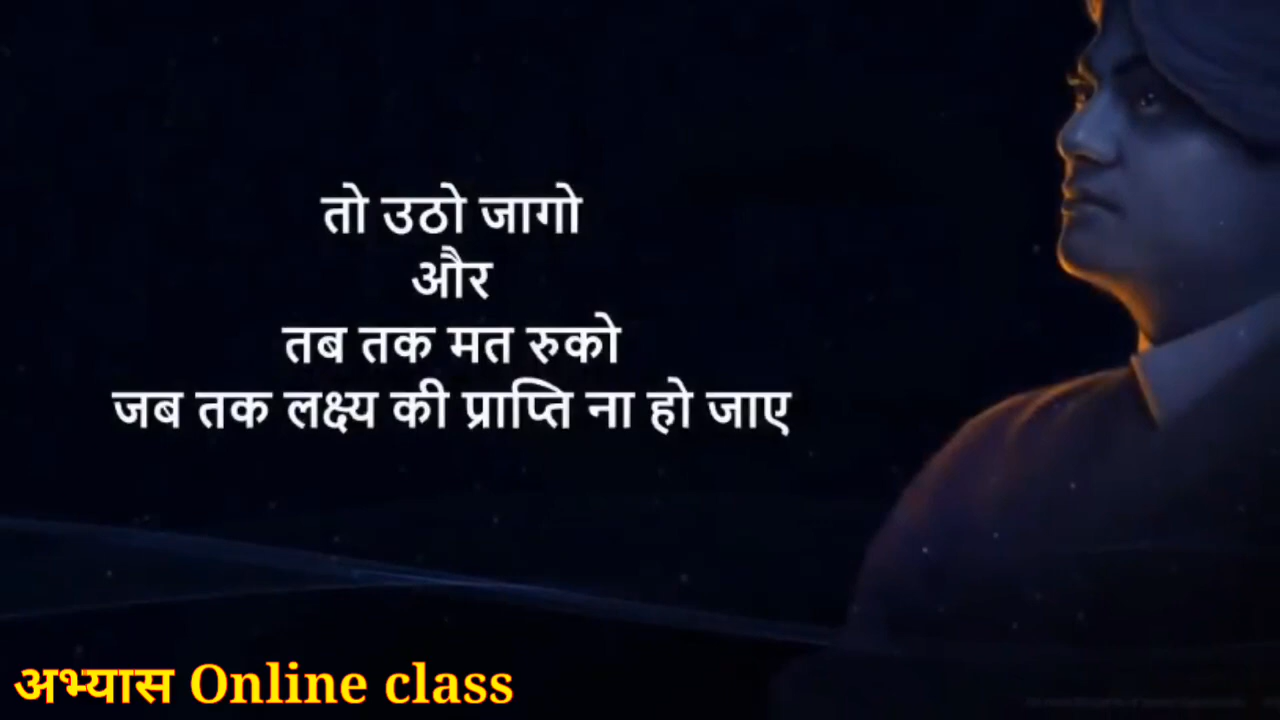 तो उठो जागो
और
तब तक मत रुको
जब तक लक्ष्य की प्राप्ति ना हो जाए
अभ्यास Online class